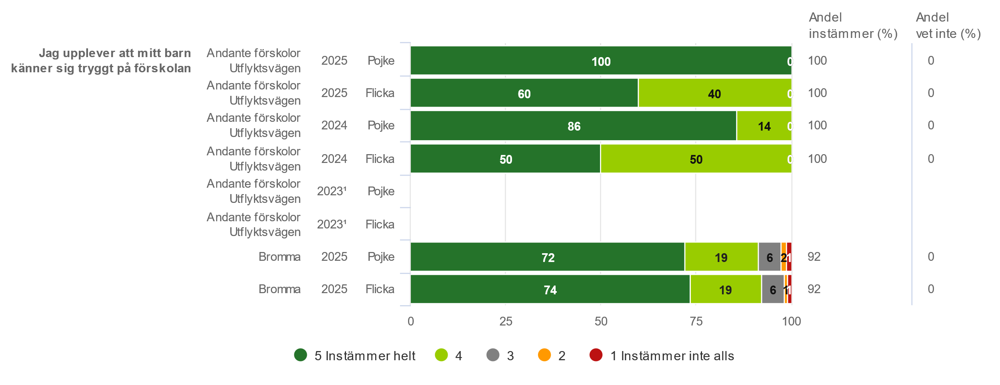 Andel
instämmer (%)
Andel
vet inte (%)
Jag upplever att mitt barn
känner sig tryggt på förskolan
Andante förskolor
Utflyktsvägen
2025
Pojke
100
0
100
0
Andante förskolor
Utflyktsvägen
2025
Flicka
60
40
0
100
0
Andante förskolor
Utflyktsvägen
2024
Pojke
86
14
0
100
0
Andante förskolor
Utflyktsvägen
2024
Flicka
50
50
0
100
0
Andante förskolor
Utflyktsvägen
2023¹
Pojke
Andante förskolor
Utflyktsvägen
2023¹
Flicka
Bromma
2025
Pojke
72
19
6
2
1
92
0
Bromma
2025
Flicka
74
19
6
1
1
92
0
0
25
50
75
100
5 Instämmer helt
4
3
2
1 Instämmer inte alls